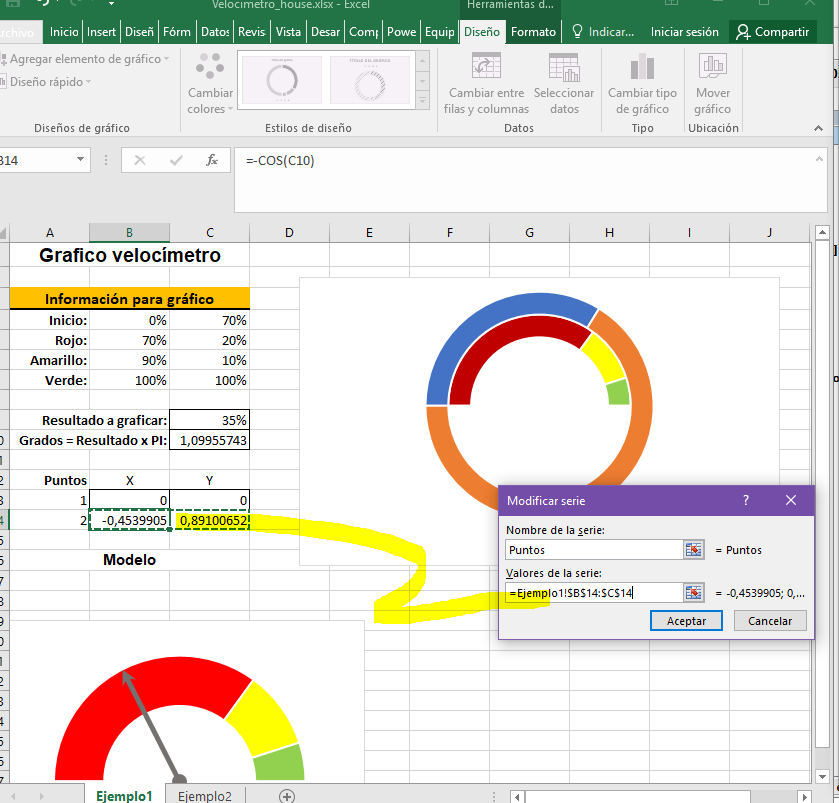 Velocimetro_house.xlsx - Excel
Herramientas d...
Archivo Inicio Insert Diseñ Fórm Datos Revis Vista Desar Comp Powe Equip Diseño Formato Indicar... Iniciar sesión Compartir
Agregar elemento de gráfico
Diseño rápido
Cambiar colores
Cambiar entre filas y columnas
Seleccionar datos
Cambiar tipo de gráfico
Mover gráfico
Diseños de gráfico
Estilos de diseño
Datos
Tipo
Ubicación
B14
fx
=-COS(C10)
A B C D E F G H I J
Grafico velocímetro
Información para gráfico
Inicio: 0% 70%
Rojo: 70% 20%
Amarillo: 90% 10%
Verde: 100% 100%
Resultado a graficar: 35%
Grados = Resultado x PI: 1,09955743
Puntos X Y
1 0 0
2 -0,4539905 0,89100652
Modelo
Modificar serie ?
Nombre de la serie:
Puntos = Puntos
Valores de la serie:
=Ejemplo1!$B$14:$C$14 = -0,4539905; 0,...
Aceptar Cancelar
Ejemplo1 Ejemplo2